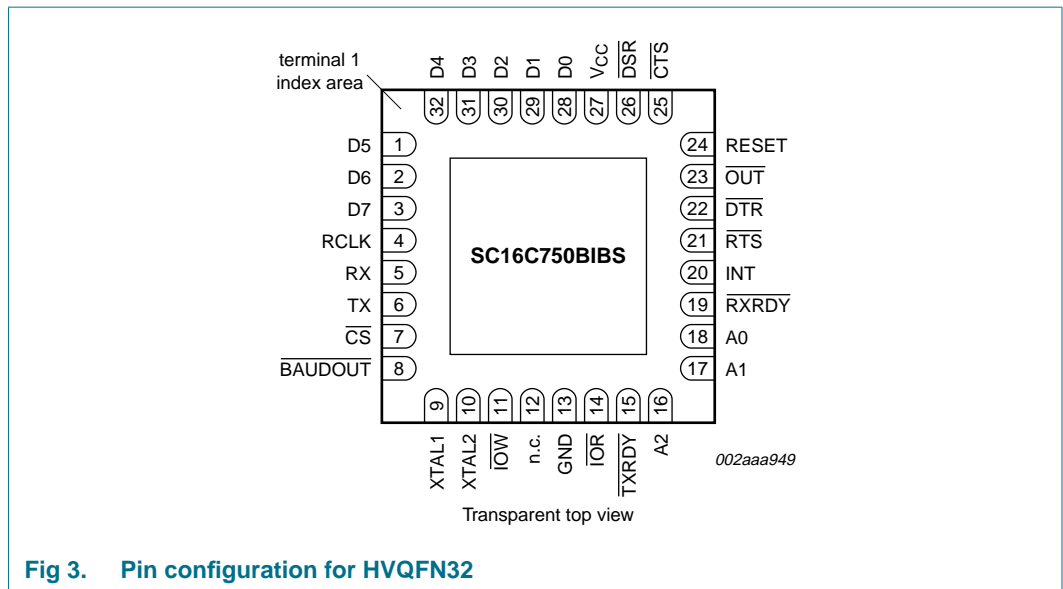 terminal 1
index area
D4
D3
D2
D1
D0
VCC
DSR
CTS
32
31
30
29
28
27
26
25
D5 1
D6 2
D7 3
RCLK 4
RX 5
TX 6
CS 7
BAUDOUT 8
SC16C750BIBS
24 RESET
23 OUT
22 DTR
21 RTS
20 INT
19 RXRDY
18 A0
17 A1
9
10
11
12
13
14
15
16
XTAL1
XTAL2
IOW
n.c.
GND
IOR
TXRDY
A2
002aaa949
Transparent top view
Fig 3. Pin configuration for HVQFN32